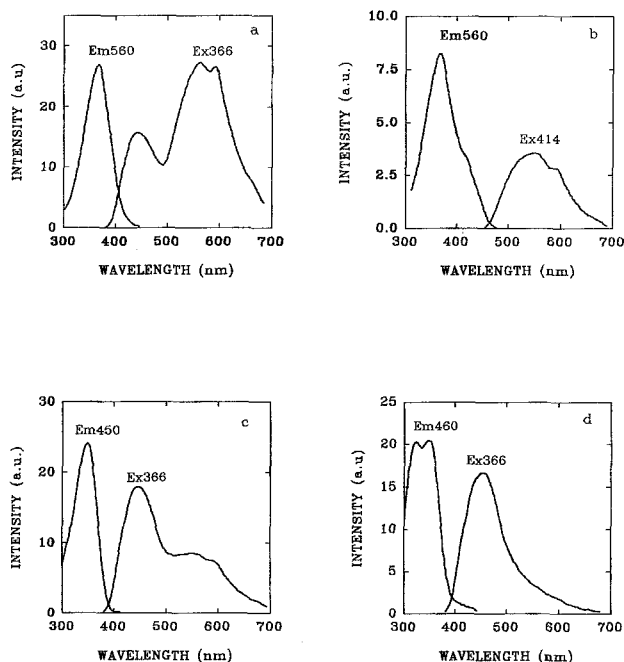 a
Em560
Ex366
30
20
10
0
300 400 500 600 700
INTENSITY (a.u)
WAVELENGTH (nm)
b
Em560
Ex414
10.0
7.5
5.0
2.5
0.0
300 400 500 600 700
INTENSITY (a.u.)
WAVELENGTH (nm)
c
Em450
Ex366
30
20
10
0
300 400 500 600 700
INTENSITY (a.u.)
WAVELENGTH (nm)
d
Em460
Ex366
25
20
15
10
5
0
300 400 500 600 700
INTENSITY (a.u)
WAVELENGTH (nm)